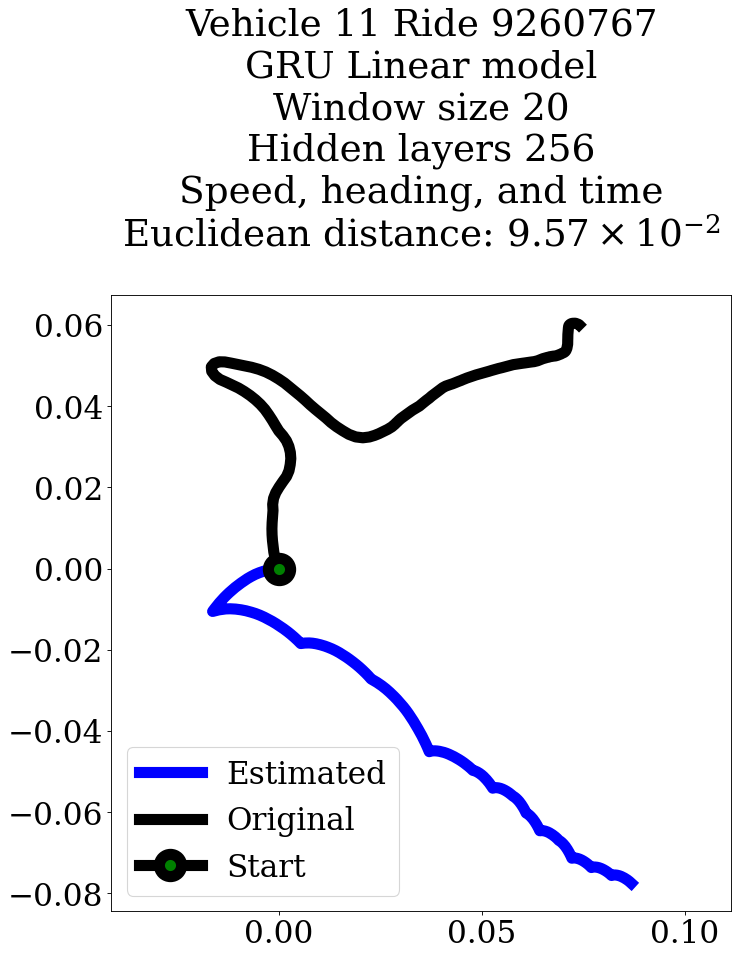 Vehicle 11 Ride 9260767
GRU Linear model
Window size 20
Hidden layers 256
Speed, heading, and time
Euclidean distance: 9.57 × 10⁻²
0.06
0.04
0.02
0.00
−0.02
−0.04
−0.06
−0.08
Estimated
Original
Start
0.00 0.05 0.10